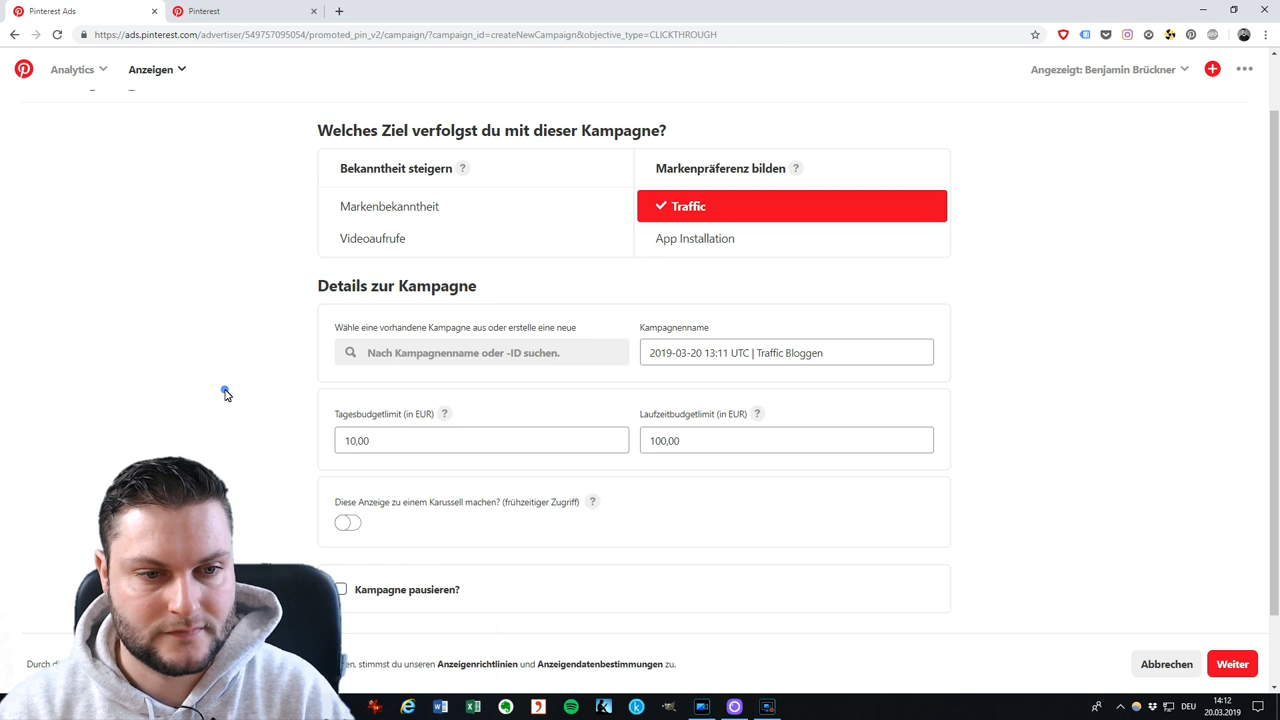 Pinterest Ads
Pinterest
https://ads.pinterest.com/advertiser/549757095054/promoted_pin_v2/campaign/?campaign_id=createNewCampaign&objective_type=CLICKTHROUGH
Analytics
Anzeigen
Angezeigt: Benjamin Brückner
Welches Ziel verfolgst du mit dieser Kampagne?
Bekanntheit steigern ?
Markenpräferenz bilden ?
Markenbekanntheit
Traffic
Videoaufrufe
App Installation
Details zur Kampagne
Wähle eine vorhandene Kampagne aus oder erstelle eine neue
Kampagnenname
Nach Kampagnenname oder -ID suchen.
2019-03-20 13:11 UTC | Traffic Bloggen
Tagesbudgetlimit (in EUR) ?
Laufzeitbudgetlimit (in EUR) ?
10,00
100,00
Diese Anzeige zu einem Karussell machen? (frühzeitiger Zugriff) ?
Kampagne pausieren?
stimmst du unseren Anzeigenrichtlinien und Anzeigendatenbestimmungen zu.
Abbrechen
Weiter
DEU
14:12
20.03.2019